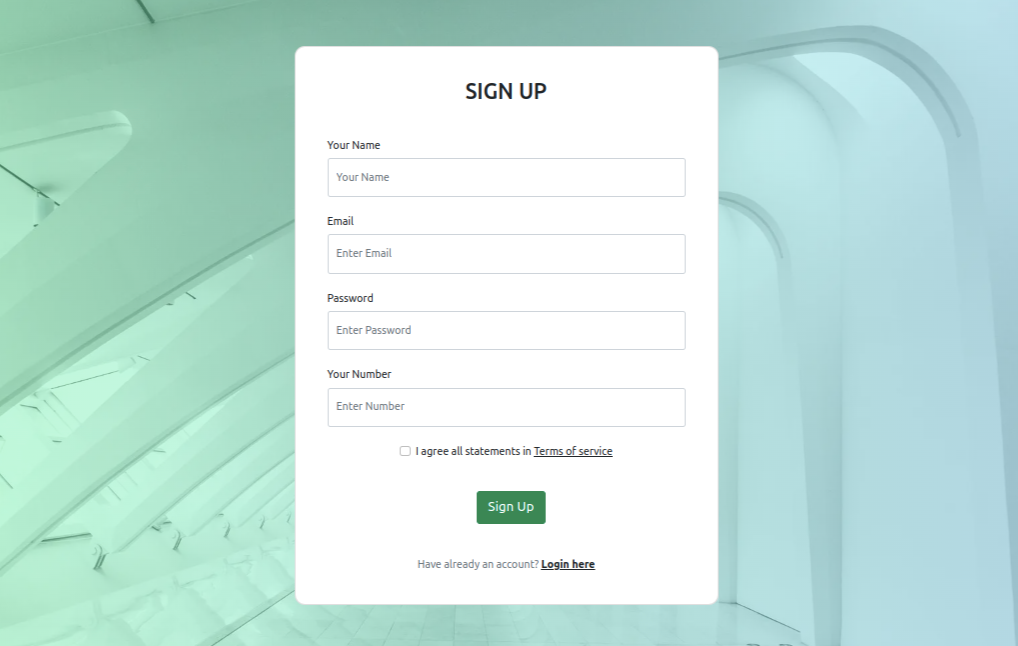 SIGN UP
Your Name
Your Name
Email
Enter Email
Password
Enter Password
Your Number
Enter Number
I agree all statements in Terms of service
Sign Up
Have already an account? Login here